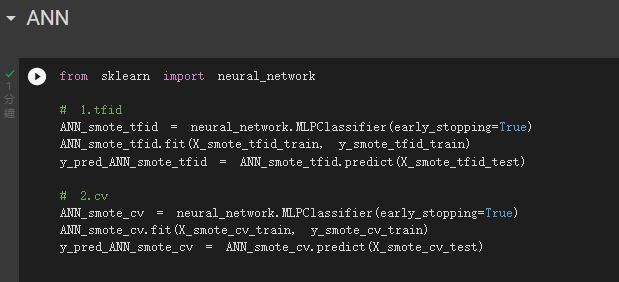 ANN
1
分
鐘
from sklearn import neural_network
# 1.tfid
ANN_smote_tfid = neural_network.MLPClassifier(early_stopping=True)
ANN_smote_tfid.fit(X_smote_tfid_train, y_smote_tfid_train)
y_pred_ANN_smote_tfid = ANN_smote_tfid.predict(X_smote_tfid_test)
# 2.cv
ANN_smote_cv = neural_network.MLPClassifier(early_stopping=True)
ANN_smote_cv.fit(X_smote_cv_train, y_smote_cv_train)
y_pred_ANN_smote_cv = ANN_smote_cv.predict(X_smote_cv_test)